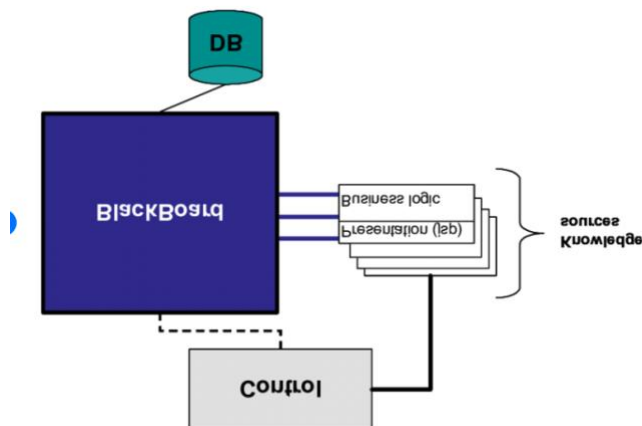 Control
Presentation (jsp)
Business logic
BlackBoard
Knowledge
sources
DB